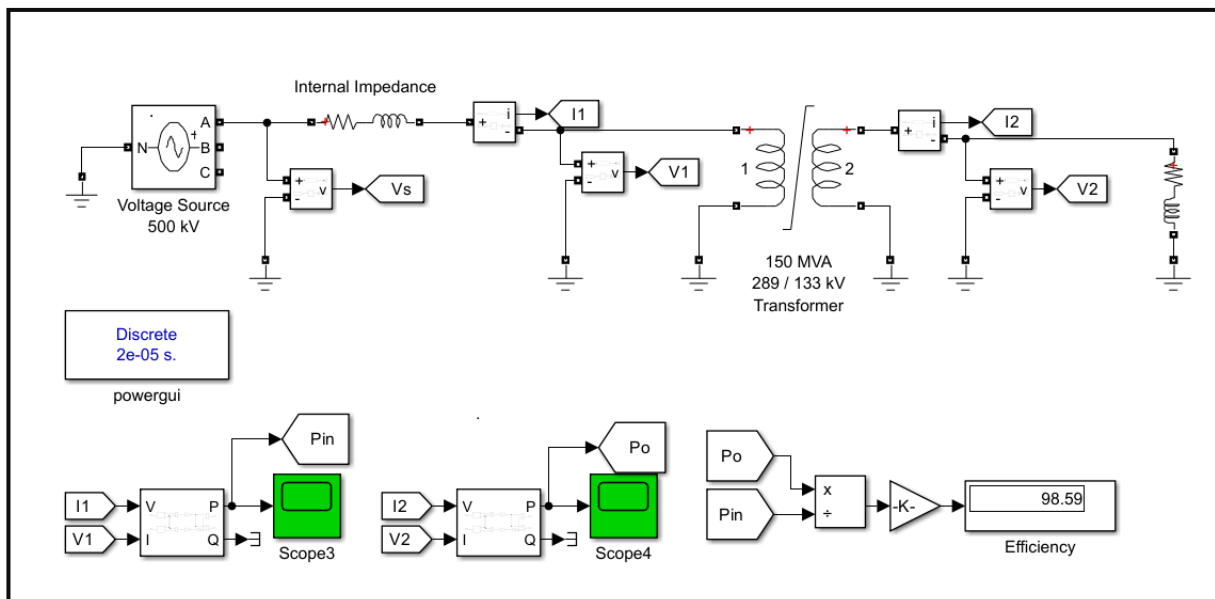 Internal Impedance
A
N
B
C
Voltage Source
500 kV
+
-
v
Vs
+
i
-
I1
+
-
v
V1
1
2
150 MVA
289 / 133 kV
Transformer
+
i
-
I2
+
-
v
V2
Discrete
2e-05 s.
powergui
Pin
I1
V1
V
I
P
Q
Scope3
Po
I2
V2
V
I
P
Q
Scope4
Po
Pin
x
÷
-K-
98.59
Efficiency